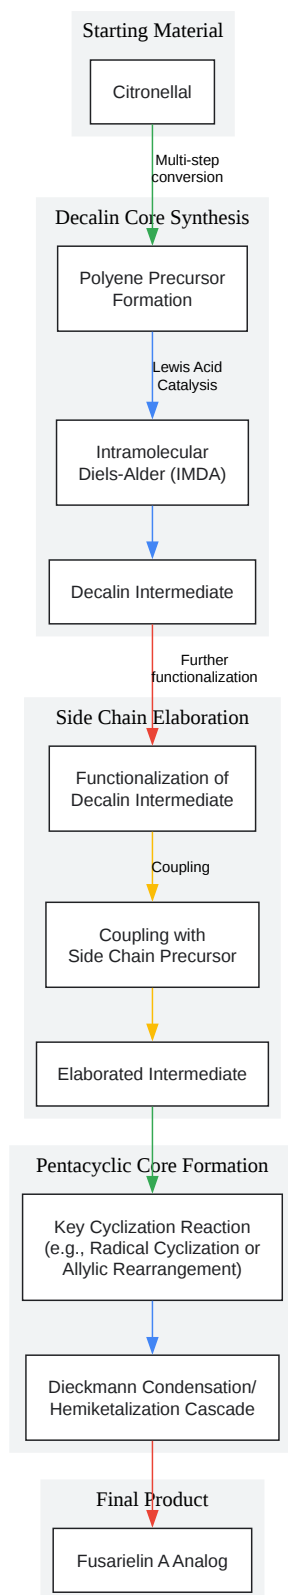 Starting Material
Citronellal
Multi-step
conversion
Decalin Core Synthesis
Polyene Precursor
Formation
Lewis Acid
Catalysis
Intramolecular
Diels-Alder (IMDA)
Decalin Intermediate
Further
functionalization
Side Chain Elaboration
Functionalization of
Decalin Intermediate
Coupling
Coupling with
Side Chain Precursor
Elaborated Intermediate
Pentacyclic Core Formation
Key Cyclization Reaction
(e.g., Radical Cyclization or
Allylic Rearrangement)
Dieckmann Condensation/
Hemiketalization Cascade
Final Product
Fusarielin A Analog